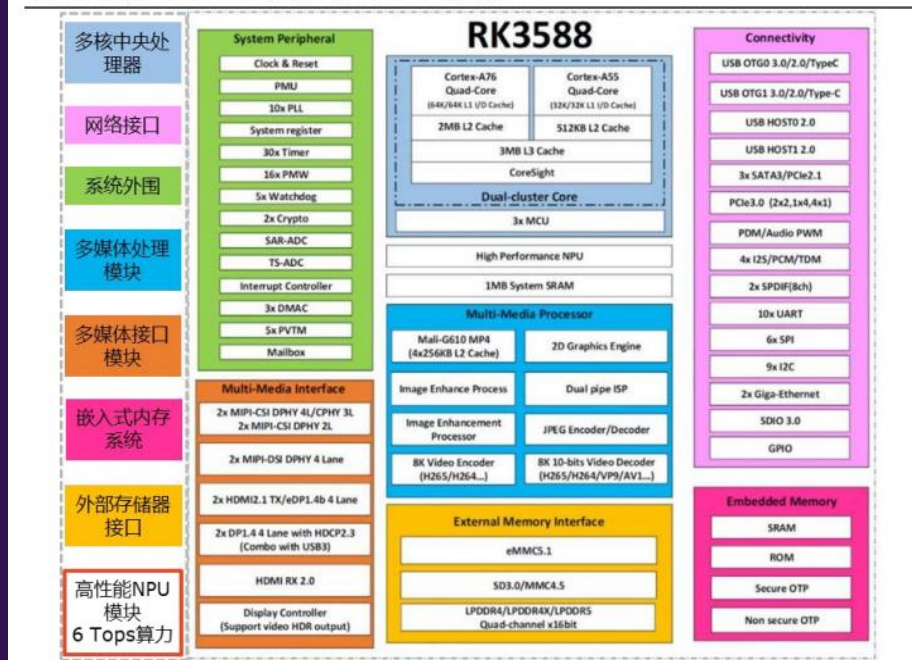 多核中央处
理器
网络接口
系统外围
多媒体处理
模块
多媒体接口
模块
嵌入式内存
系统
外部存储器
接口
高性能NPU
模块
6 Tops算力
System Peripheral
Clock & Reset
PMU
10x PLL
System register
30x Timer
16x PMW
5x Watchdog
2x Crypto
SAR-ADC
TS-ADC
Interrupt Controller
3x DMAC
5x PVTM
Mailbox
Multi-Media Interface
2x MIPI-CSI DPHY 4L/CPHY 3L
2x MIPI-CSI DPHY 2L
2x MIPI-DSI DPHY 4 Lane
2x HDMI2.1 TX/eDP1.4b 4 Lane
2x DP1.4 4 Lane with HDCP2.3
(Combo with USB3)
HDMI RX 2.0
Display Controller
(Support video HDR output)
RK3588
Cortex-A76
Quad-Core
(64K/64K L1 I/D Cache)
2MB L2 Cache
Cortex-A55
Quad-Core
(32K/32K L1 I/D Cache)
512KB L2 Cache
3MB L3 Cache
CoreSight
Dual-cluster Core
3x MCU
High Performance NPU
1MB System SRAM
Multi-Media Processor
Mali-G610 MP4
(4x256KB L2 Cache)
2D Graphics Engine
Image Enhance Process
Dual pipe ISP
Image Enhancement
Processor
JPEG Encoder/Decoder
8K Video Encoder
(H265/H264...)
8K 10-bits Video Decoder
(H265/H264/VP9/AV1...)
External Memory Interface
eMMC5.1
SD3.0/MMC4.5
LPDDR4/LPDDR4X/LPDDR5
Quad-channel x16bit
Connectivity
USB OTG0 3.0/2.0/TypeC
USB OTG1 3.0/2.0/Type-C
USB HOST0 2.0
USB HOST1 2.0
3x SATA3/PCIe2.1
PCIe3.0 (2x2,1x4,4x1)
PDM/Audio PWM
4x I2S/PCM/TDM
2x SPDIF(8ch)
10x UART
6x SPI
9x I2C
2x Giga-Ethernet
SDIO 3.0
GPIO
Embedded Memory
SRAM
ROM
Secure OTP
Non secure OTP